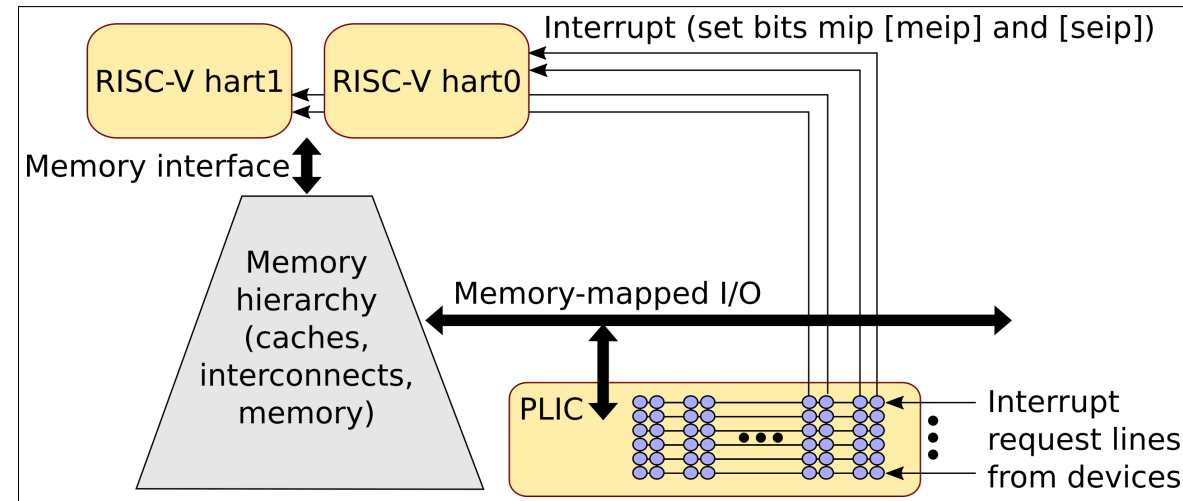 Interrupt (set bits mip [meip] and [seip])
RISC-V hart1
RISC-V hart0
Memory interface
Memory
hierarchy
(caches,
interconnects,
memory)
Memory-mapped I/O
PLIC
Interrupt
request lines
from devices